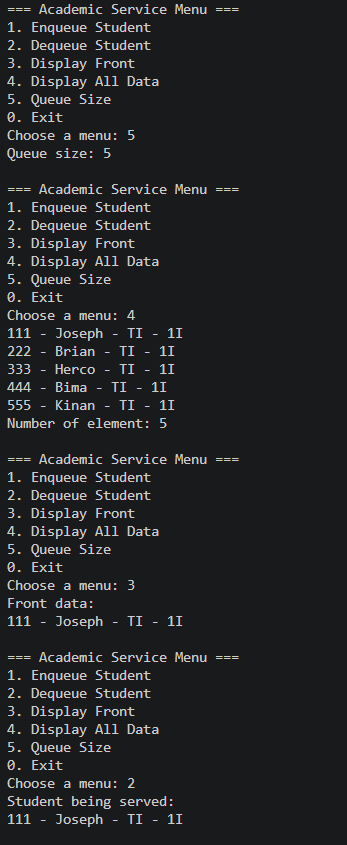 === Academic Service Menu ===
1. Enqueue Student
2. Dequeue Student
3. Display Front
4. Display All Data
5. Queue Size
0. Exit
Choose a menu: 5
Queue size: 5
=== Academic Service Menu ===
1. Enqueue Student
2. Dequeue Student
3. Display Front
4. Display All Data
5. Queue Size
0. Exit
Choose a menu: 4
111 - Joseph - TI - 1I
222 - Brian - TI - 1I
333 - Herco - TI - 1I
444 - Bima - TI - 1I
555 - Kinan - TI - 1I
Number of element: 5
=== Academic Service Menu ===
1. Enqueue Student
2. Dequeue Student
3. Display Front
4. Display All Data
5. Queue Size
0. Exit
Choose a menu: 3
Front data:
111 - Joseph - TI - 1I
=== Academic Service Menu ===
1. Enqueue Student
2. Dequeue Student
3. Display Front
4. Display All Data
5. Queue Size
0. Exit
Choose a menu: 2
Student being served:
111 - Joseph - TI - 1I